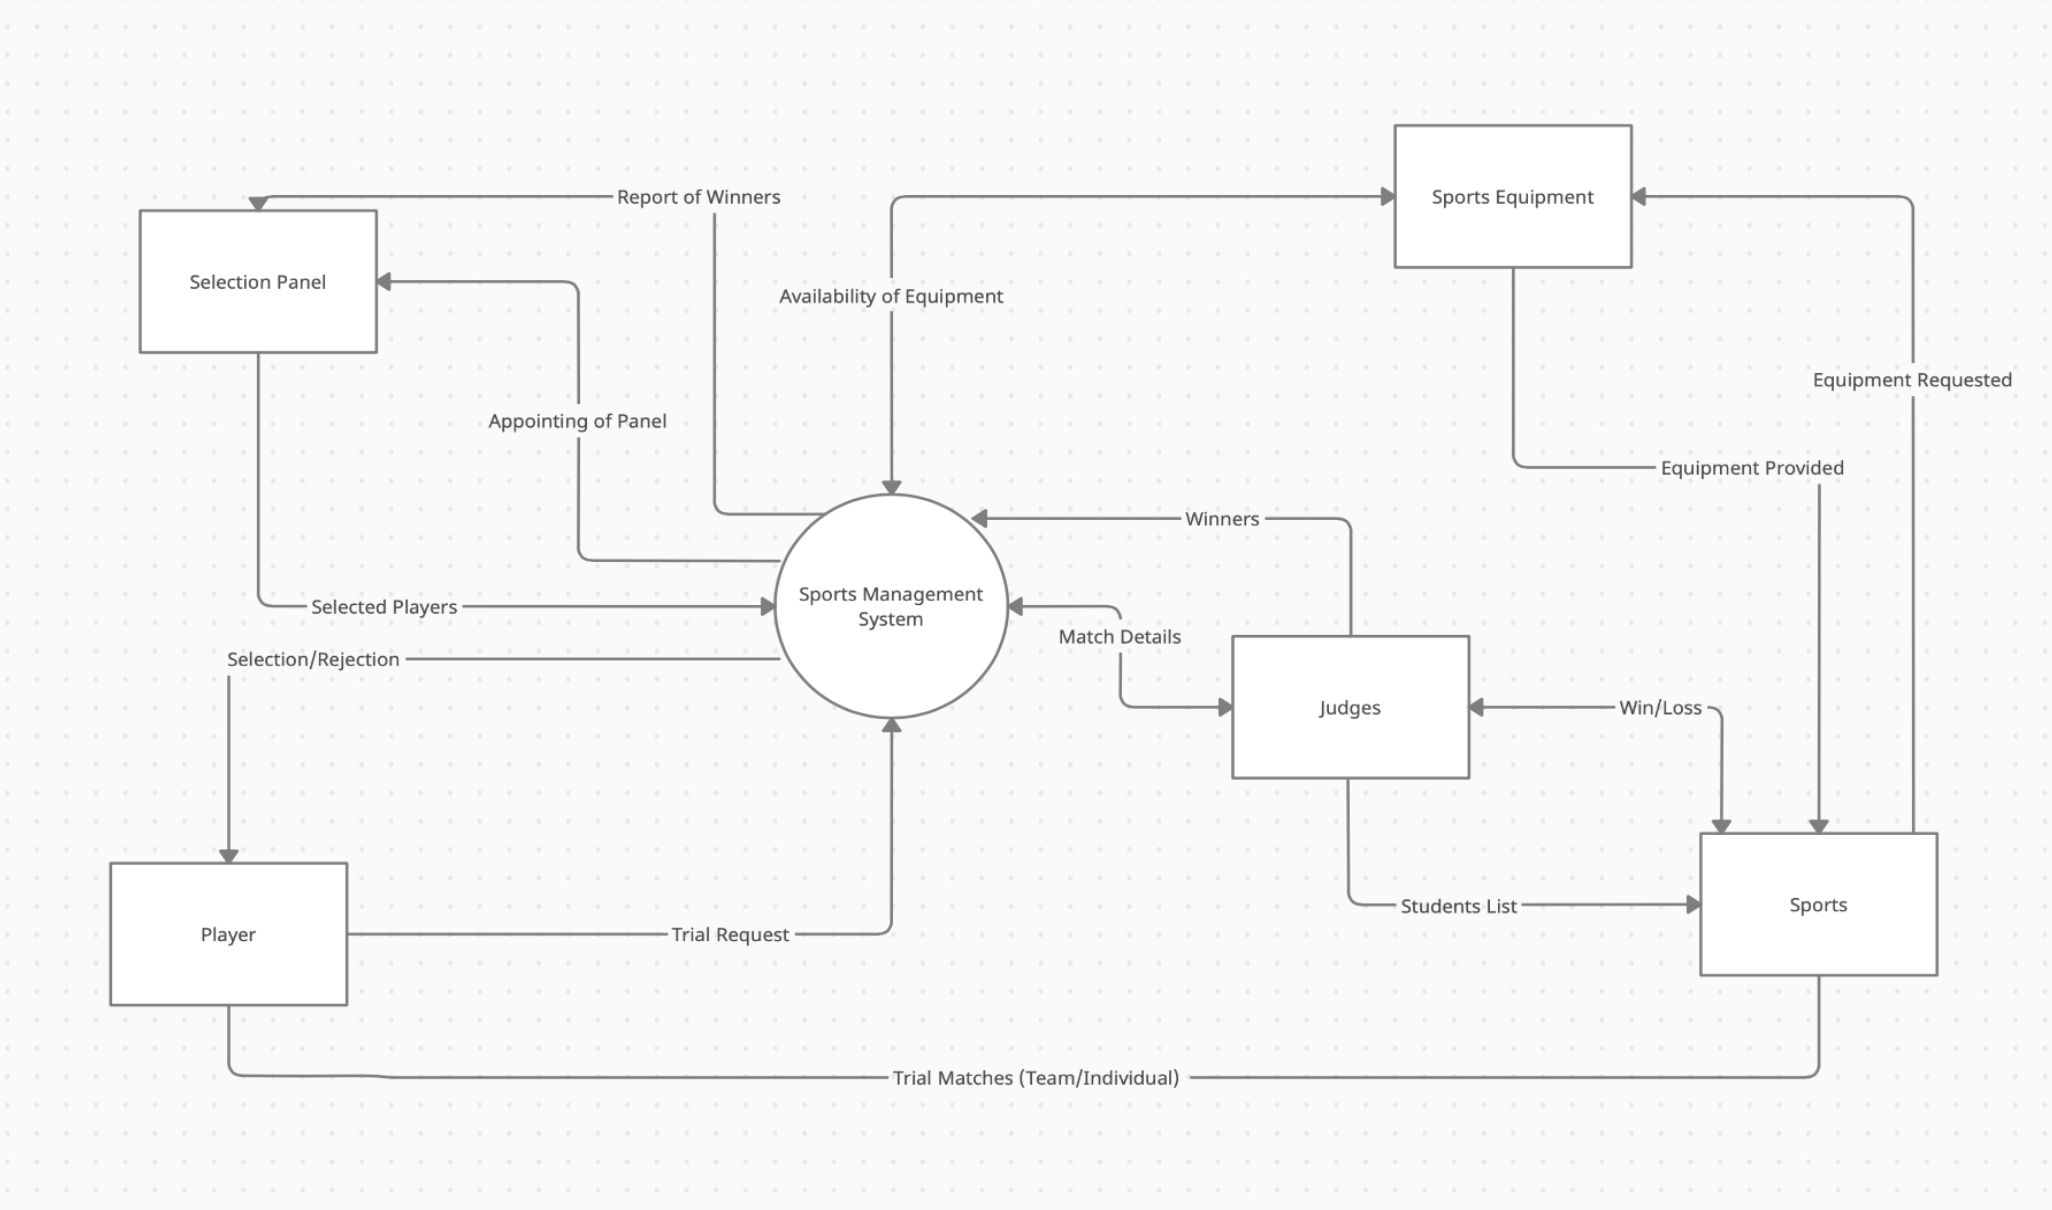 Report of Winners
Sports Equipment
Selection Panel
Availability of Equipment
Equipment Requested
Appointing of Panel
Equipment Provided
Winners
Sports Management
System
Selected Players
Match Details
Selection/Rejection
Judges
Win/Loss
Students List
Sports
Player
Trial Request
Trial Matches (Team/Individual)